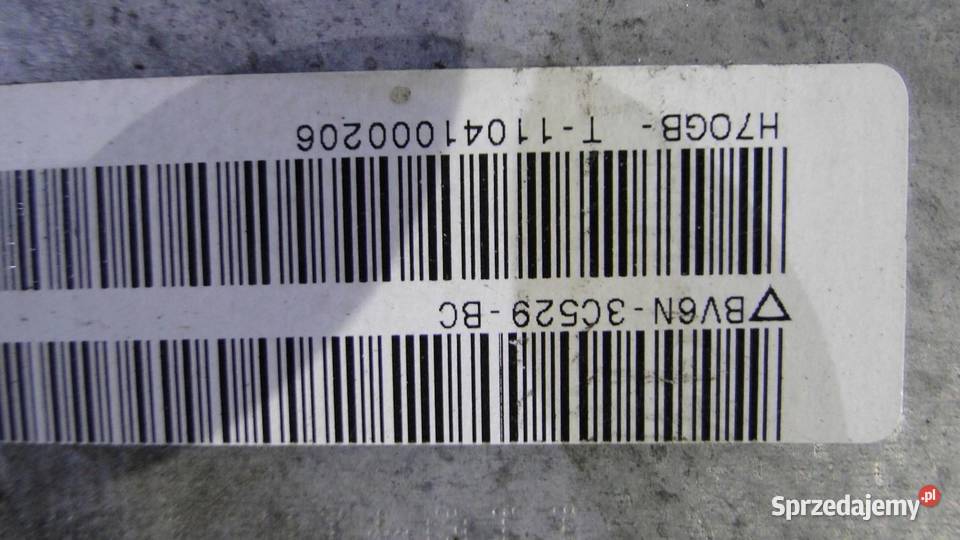 BV6N-3C529-BC
H7OGB- T-11041000206
Sprzedajemy.pl